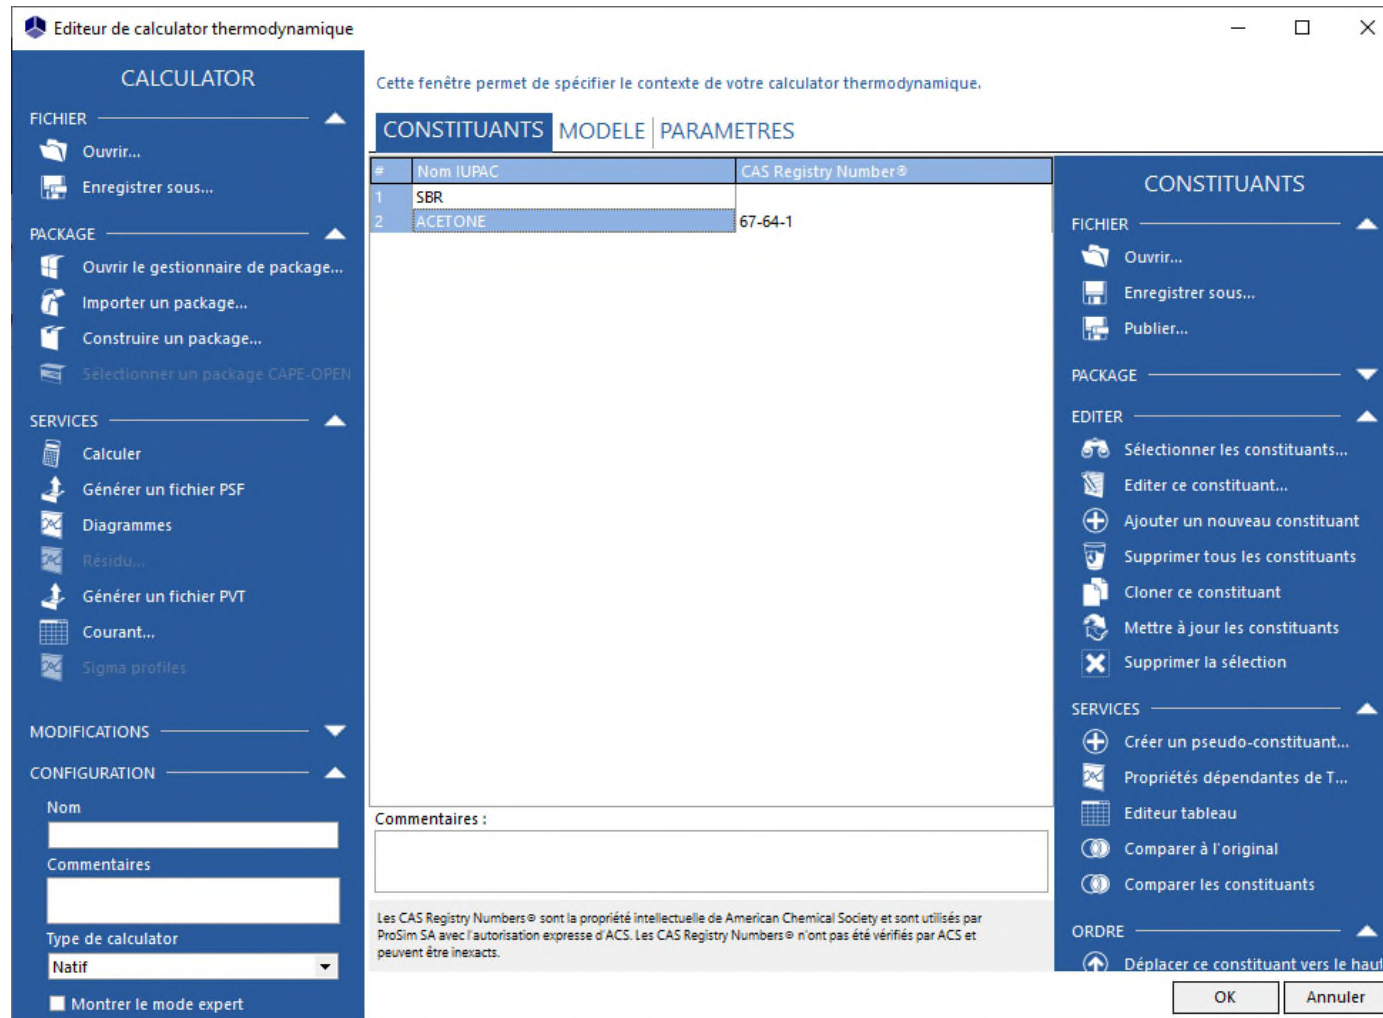 Editeur de calculator thermodynamique
CALCULATOR
FICHIER
Ouvrir...
Enregistrer sous...
PACKAGE
Ouvrir le gestionnaire de package...
Importer un package...
Construire un package...
Sélectionner un package CAPE-OPEN
SERVICES
Calculer
Générer un fichier PSF
Diagrammes
Résidu...
Générer un fichier PVT
Courant...
Sigma profiles
MODIFICATIONS
CONFIGURATION
Nom
Commentaires
Type de calculator
Natif
Montrer le mode expert
Cette fenêtre permet de spécifier le contexte de votre calculator thermodynamique.
CONSTITUANTS MODELE PARAMETRES
# Nom IUPAC CAS Registry Number®
1 SBR
2 ACETONE 67-64-1
Commentaires :
Les CAS Registry Numbers® sont la propriété intellectuelle de American Chemical Society et sont utilisés par
ProSim SA avec l'autorisation expresse d'ACS. Les CAS Registry Numbers® n'ont pas été vérifiés par ACS et
peuvent être inexacts.
CONSTITUANTS
FICHIER
Ouvrir...
Enregistrer sous...
Publier...
PACKAGE
EDITER
Sélectionner les constituants...
Editer ce constituant...
Ajouter un nouveau constituant
Supprimer tous les constituants
Cloner ce constituant
Mettre à jour les constituants
Supprimer la sélection
SERVICES
Créer un pseudo-constituant...
Propriétés dépendantes de T...
Editeur tableau
Comparer à l'original
Comparer les constituants
ORDRE
Déplacer ce constituant vers le haut
OK
Annuler